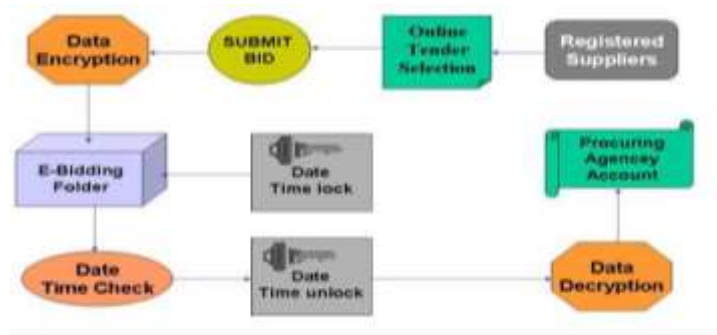 Data
Encryption
SUBMIT
BID
Online
Tender
Selection
Registered
Suppliers
E-Bidding
Folder
Date
Time lock
Procuring
Agencey
Account
Date
Time Check
Date
Time unlock
Data
Decryption